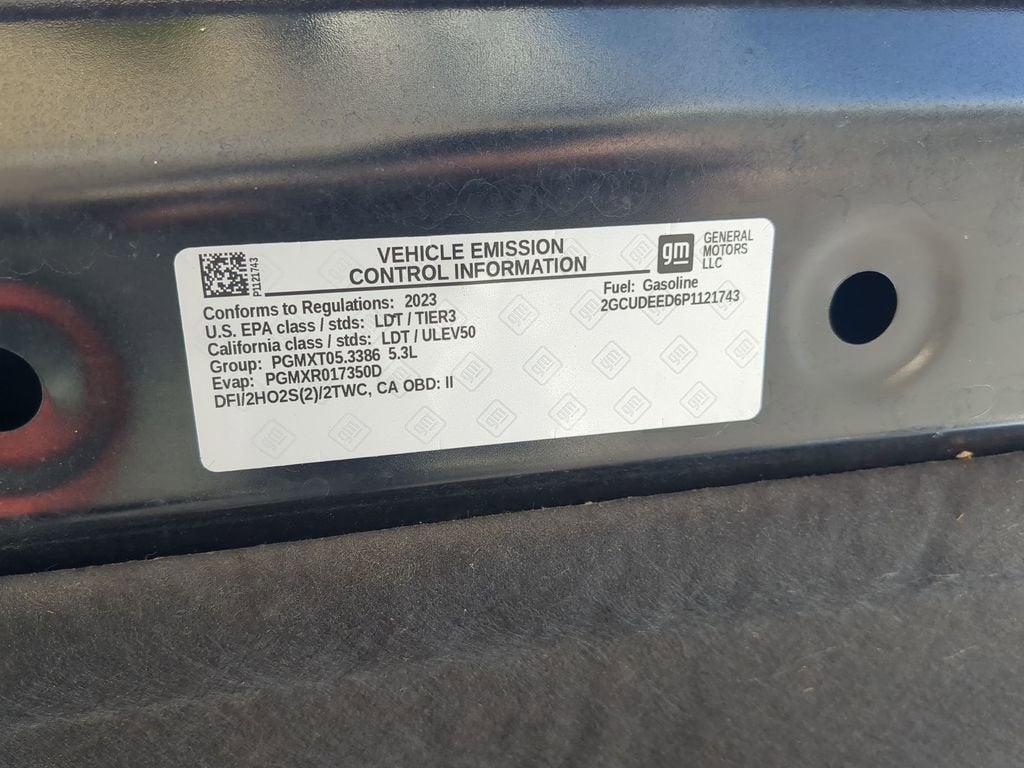 P1121743
VEHICLE EMISSION
CONTROL INFORMATION
gm
GENERAL
MOTORS
LLC
Conforms to Regulations: 2023
U.S. EPA class / stds: LDT / TIER3
California class / stds: LDT / ULEV50
Group: PGMXT05.3386 5.3L
Evap: PGMXR017350D
DFI/2HO2S(2)/2TWC, CA OBD: II
Fuel: Gasoline
2GCUDEED6P1121743